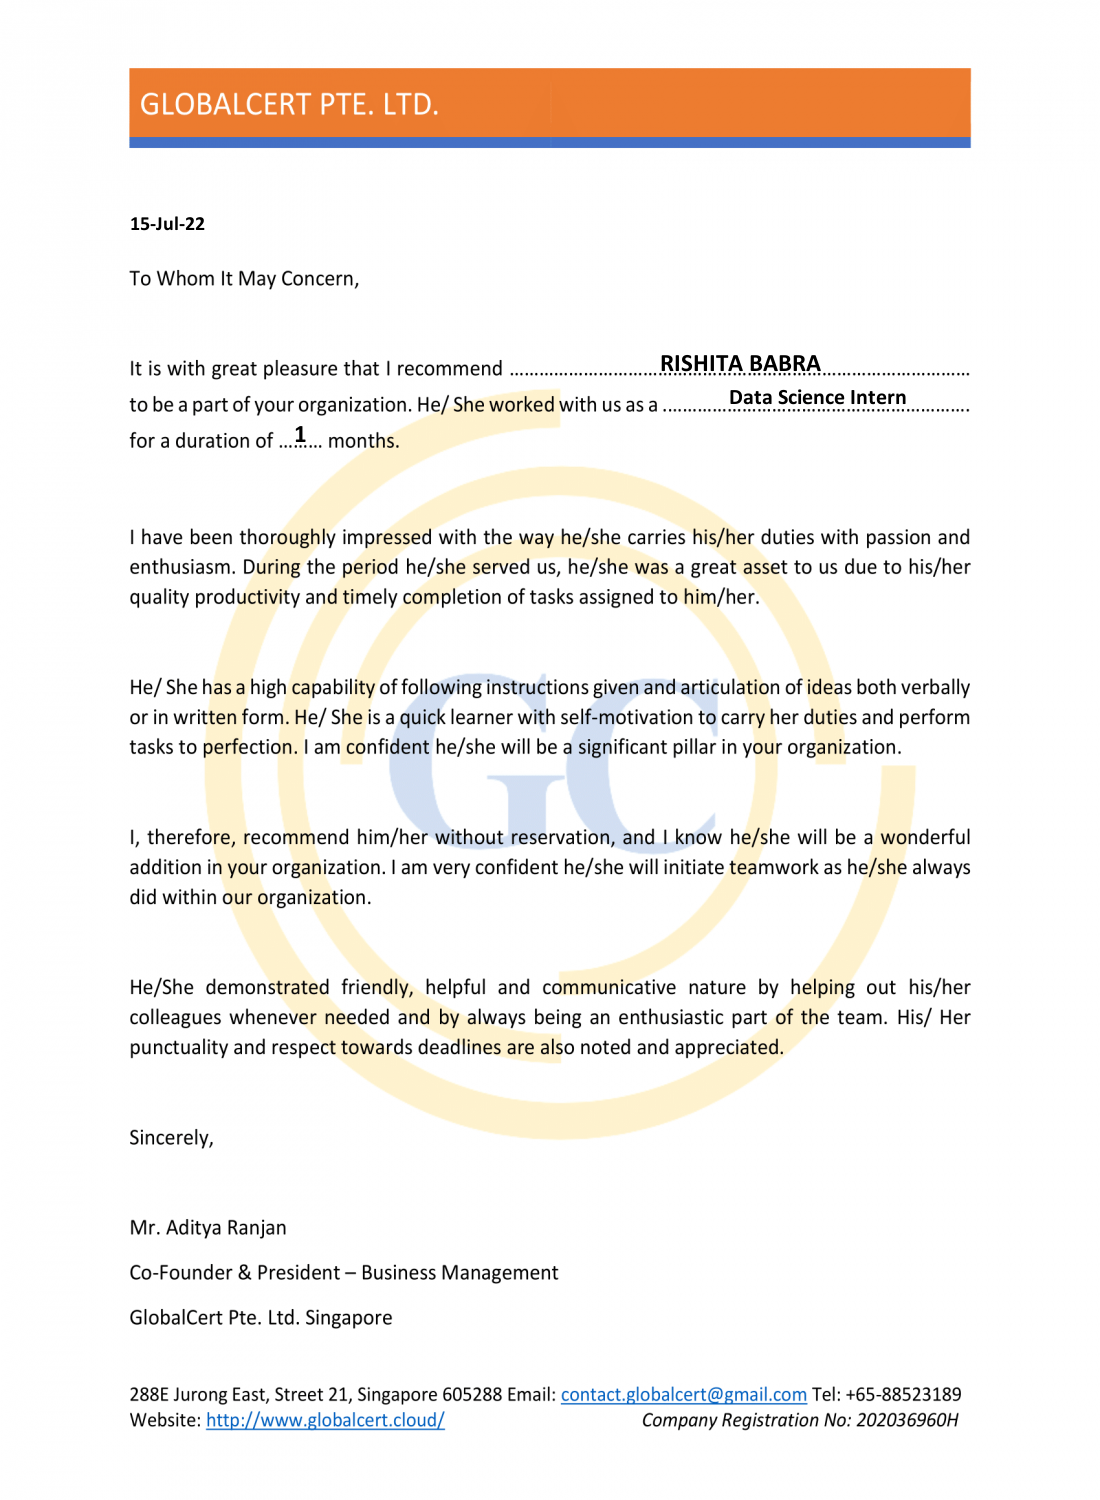 GLOBALCERT PTE. LTD.
15-Jul-22
To Whom It May Concern,
It is with great pleasure that I recommend ...........................RISHITA BABRA...........................
to be a part of your organization. He/ She worked with us as a ............Data Science Intern............
for a duration of ...1... months.
I have been thoroughly impressed with the way he/she carries his/her duties with passion and
enthusiasm. During the period he/she served us, he/she was a great asset to us due to his/her
quality productivity and timely completion of tasks assigned to him/her.
He/ She has a high capability of following instructions given and articulation of ideas both verbally
or in written form. He/ She is a quick learner with self-motivation to carry her duties and perform
tasks to perfection. I am confident he/she will be a significant pillar in your organization.
GC
I, therefore, recommend him/her without reservation, and I know he/she will be a wonderful
addition in your organization. I am very confident he/she will initiate teamwork as he/she always
did within our organization.
He/She demonstrated friendly, helpful and communicative nature by helping out his/her
colleagues whenever needed and by always being an enthusiastic part of the team. His/ Her
punctuality and respect towards deadlines are also noted and appreciated.
Sincerely,
Mr. Aditya Ranjan
Co-Founder & President – Business Management
GlobalCert Pte. Ltd. Singapore
288E Jurong East, Street 21, Singapore 605288 Email: contact.globalcert@gmail.com Tel: +65-88523189
Website: http://www.globalcert.cloud/ Company Registration No: 202036960H